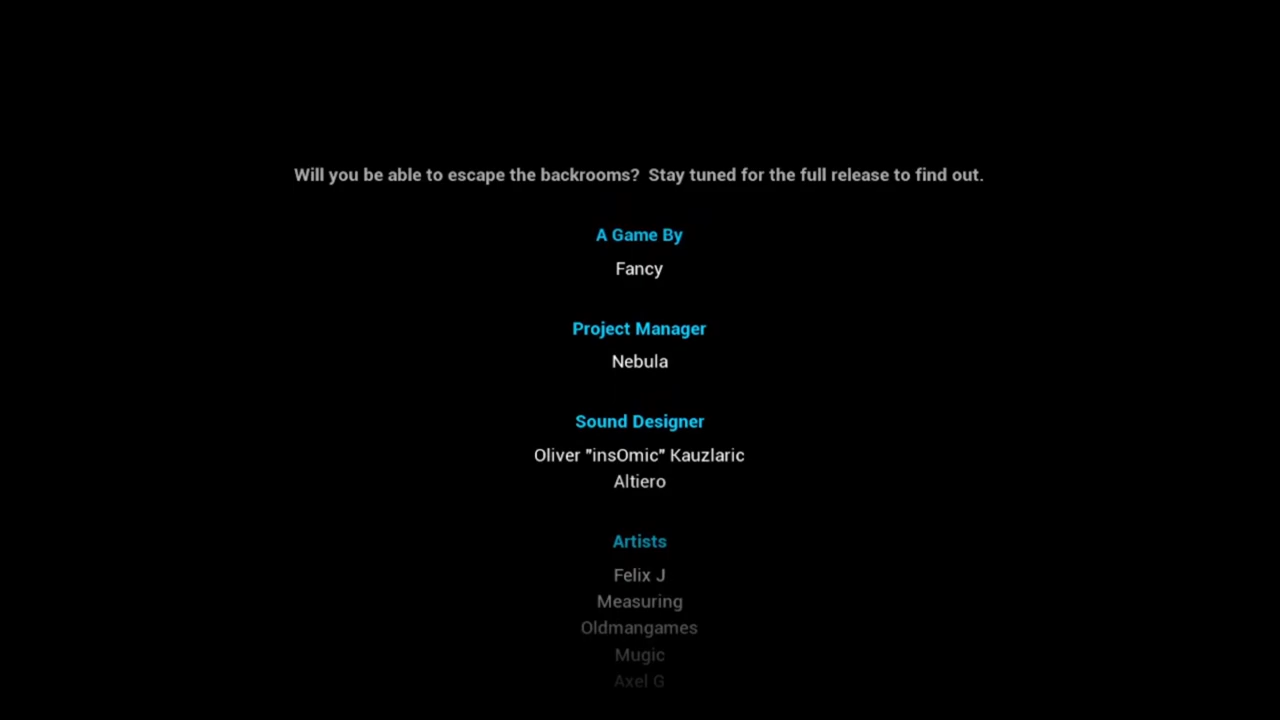 Will you be able to escape the backrooms?  Stay tuned for the full release to find out.
A Game By
Fancy
Project Manager
Nebula
Sound Designer
Oliver "insOmic" Kauzlaric
Altiero
Artists
Felix J
Measuring
Oldmangames
Mugic
Axel G